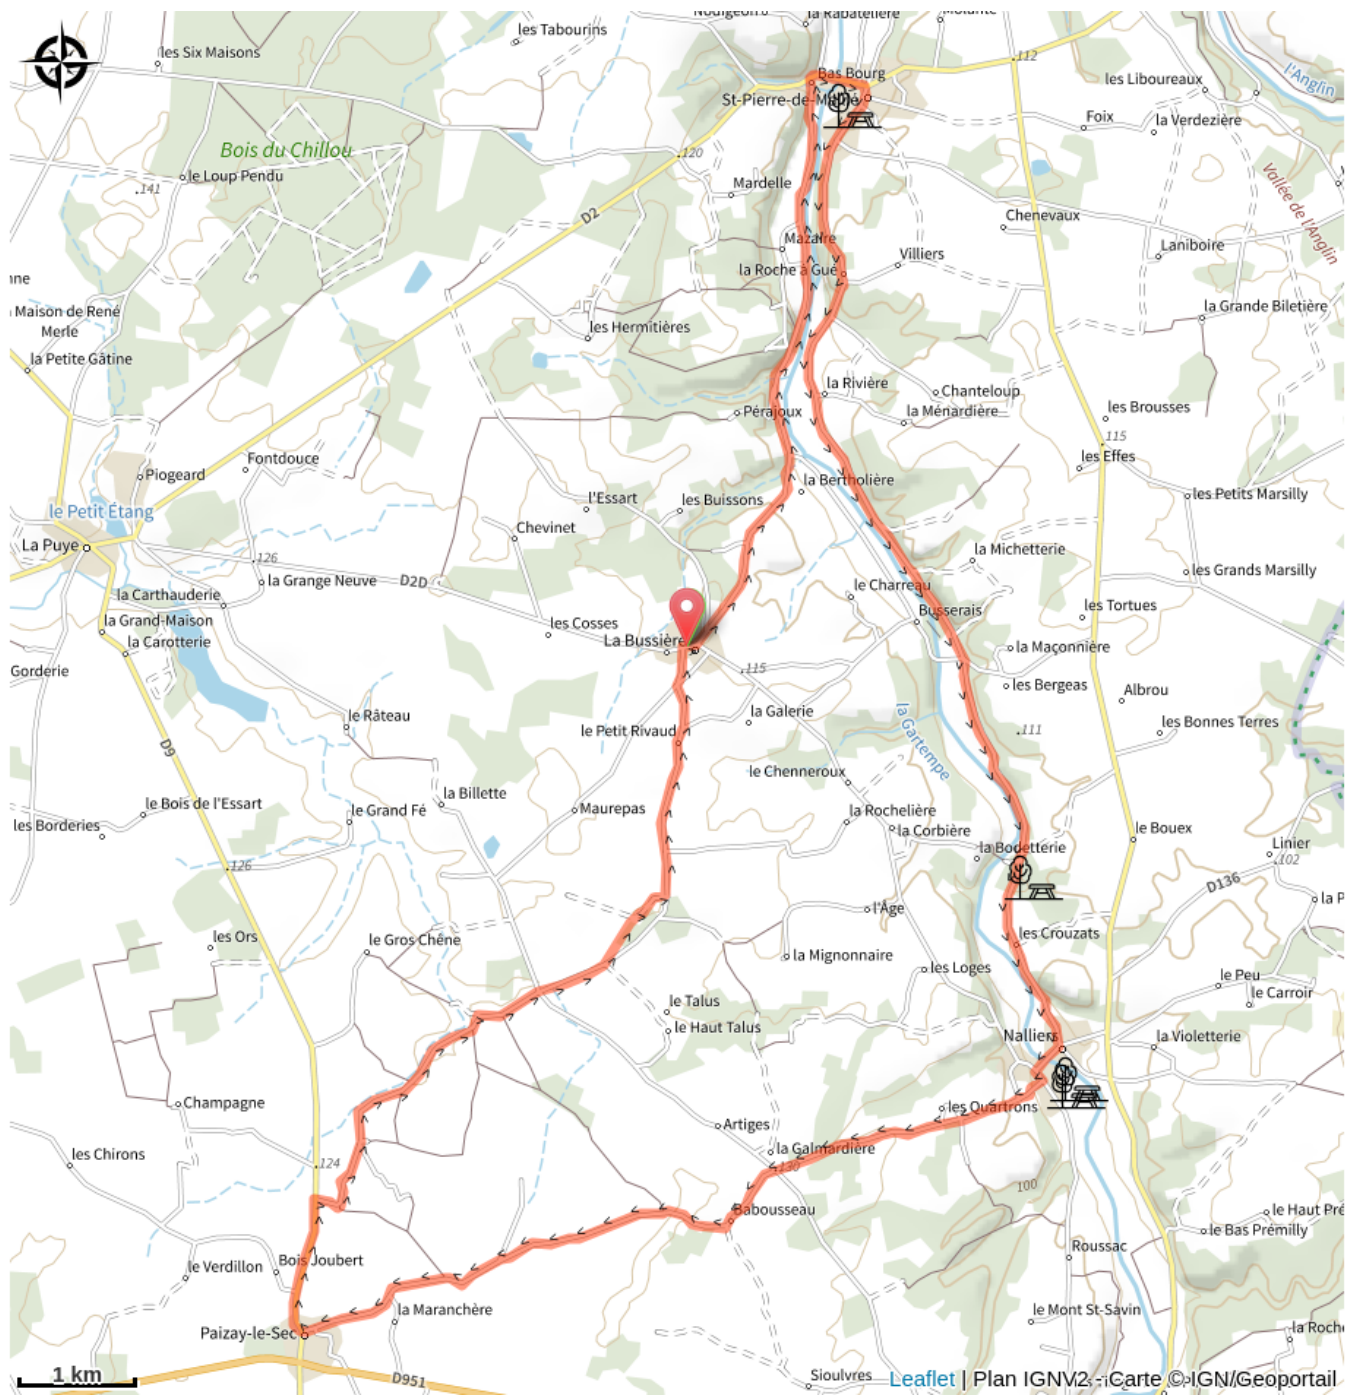 Nourgeon
la Rabatelière
Molante
les Tabourins
les Six Maisons
112
Bas Bourg
les Liboureaux
l'Anglin
St-Pierre-de-Maillé
Foix
la Verdezière
Bois du Chillou
120
le Loup Pendu
.141
Mardelle
Vallée de l'Anglin
D2
Chenevaux
Mazaire
Laniboire
Villiers
la Roche à Gué
nne
Maison de René
Merle
la Grande Biletière
les Hermitières
la Petite Gâtine
la Rivière
Chanteloup
Pérajoux
la Ménardière
les Brousses
115
Fontdouce
les Effes
Piogeard
la Bertholière
l'Essart
les Buissons
les Petits Marsilly
le Petit Étang
Chevinet
La Puye
la Michetterie
126
les Grands Marsilly
la Grange Neuve
D2D
le Charreau
la Carthauderie
Busserais
les Tortues
la Grand-Maison
les Cosses
la Carotterie
La Bussière
la Maçonnière
.115
Gorderie
les Bergeas
Albrou
la Galerie
le Râteau
la Gartempe
les Bonnes Terres
le Petit Rivaud
.111
D9
le Chenneroux
la Billette
le Bois de l'Essart
le Grand Fé
Maurepas
la Rochelière
les Borderies
la Corbière
le Bouex
la Bodetterie
Linier
.102
126
D136
la P
l'Âge
les Ors
le Gros Chêne
les Crouzats
la Mignonnaire
les Loges
le Peu
le Carroir
le Talus
le Haut Talus
Nalliers
la Violetterie
Champagne
les Quartrons
Artiges
les Chirons
la Galmardière
.124
.130
100
Babousseau
le Haut Pré
le Bas Prémilly
Roussac
Bois Joubert
le Verdillon
la Maranchère
le Mont St-Savin
Paizay-le-Sec
la Roche
1 km
D951
Sioulvres
Leaflet | Plan IGNV2 - Carte © IGN/Geoportail